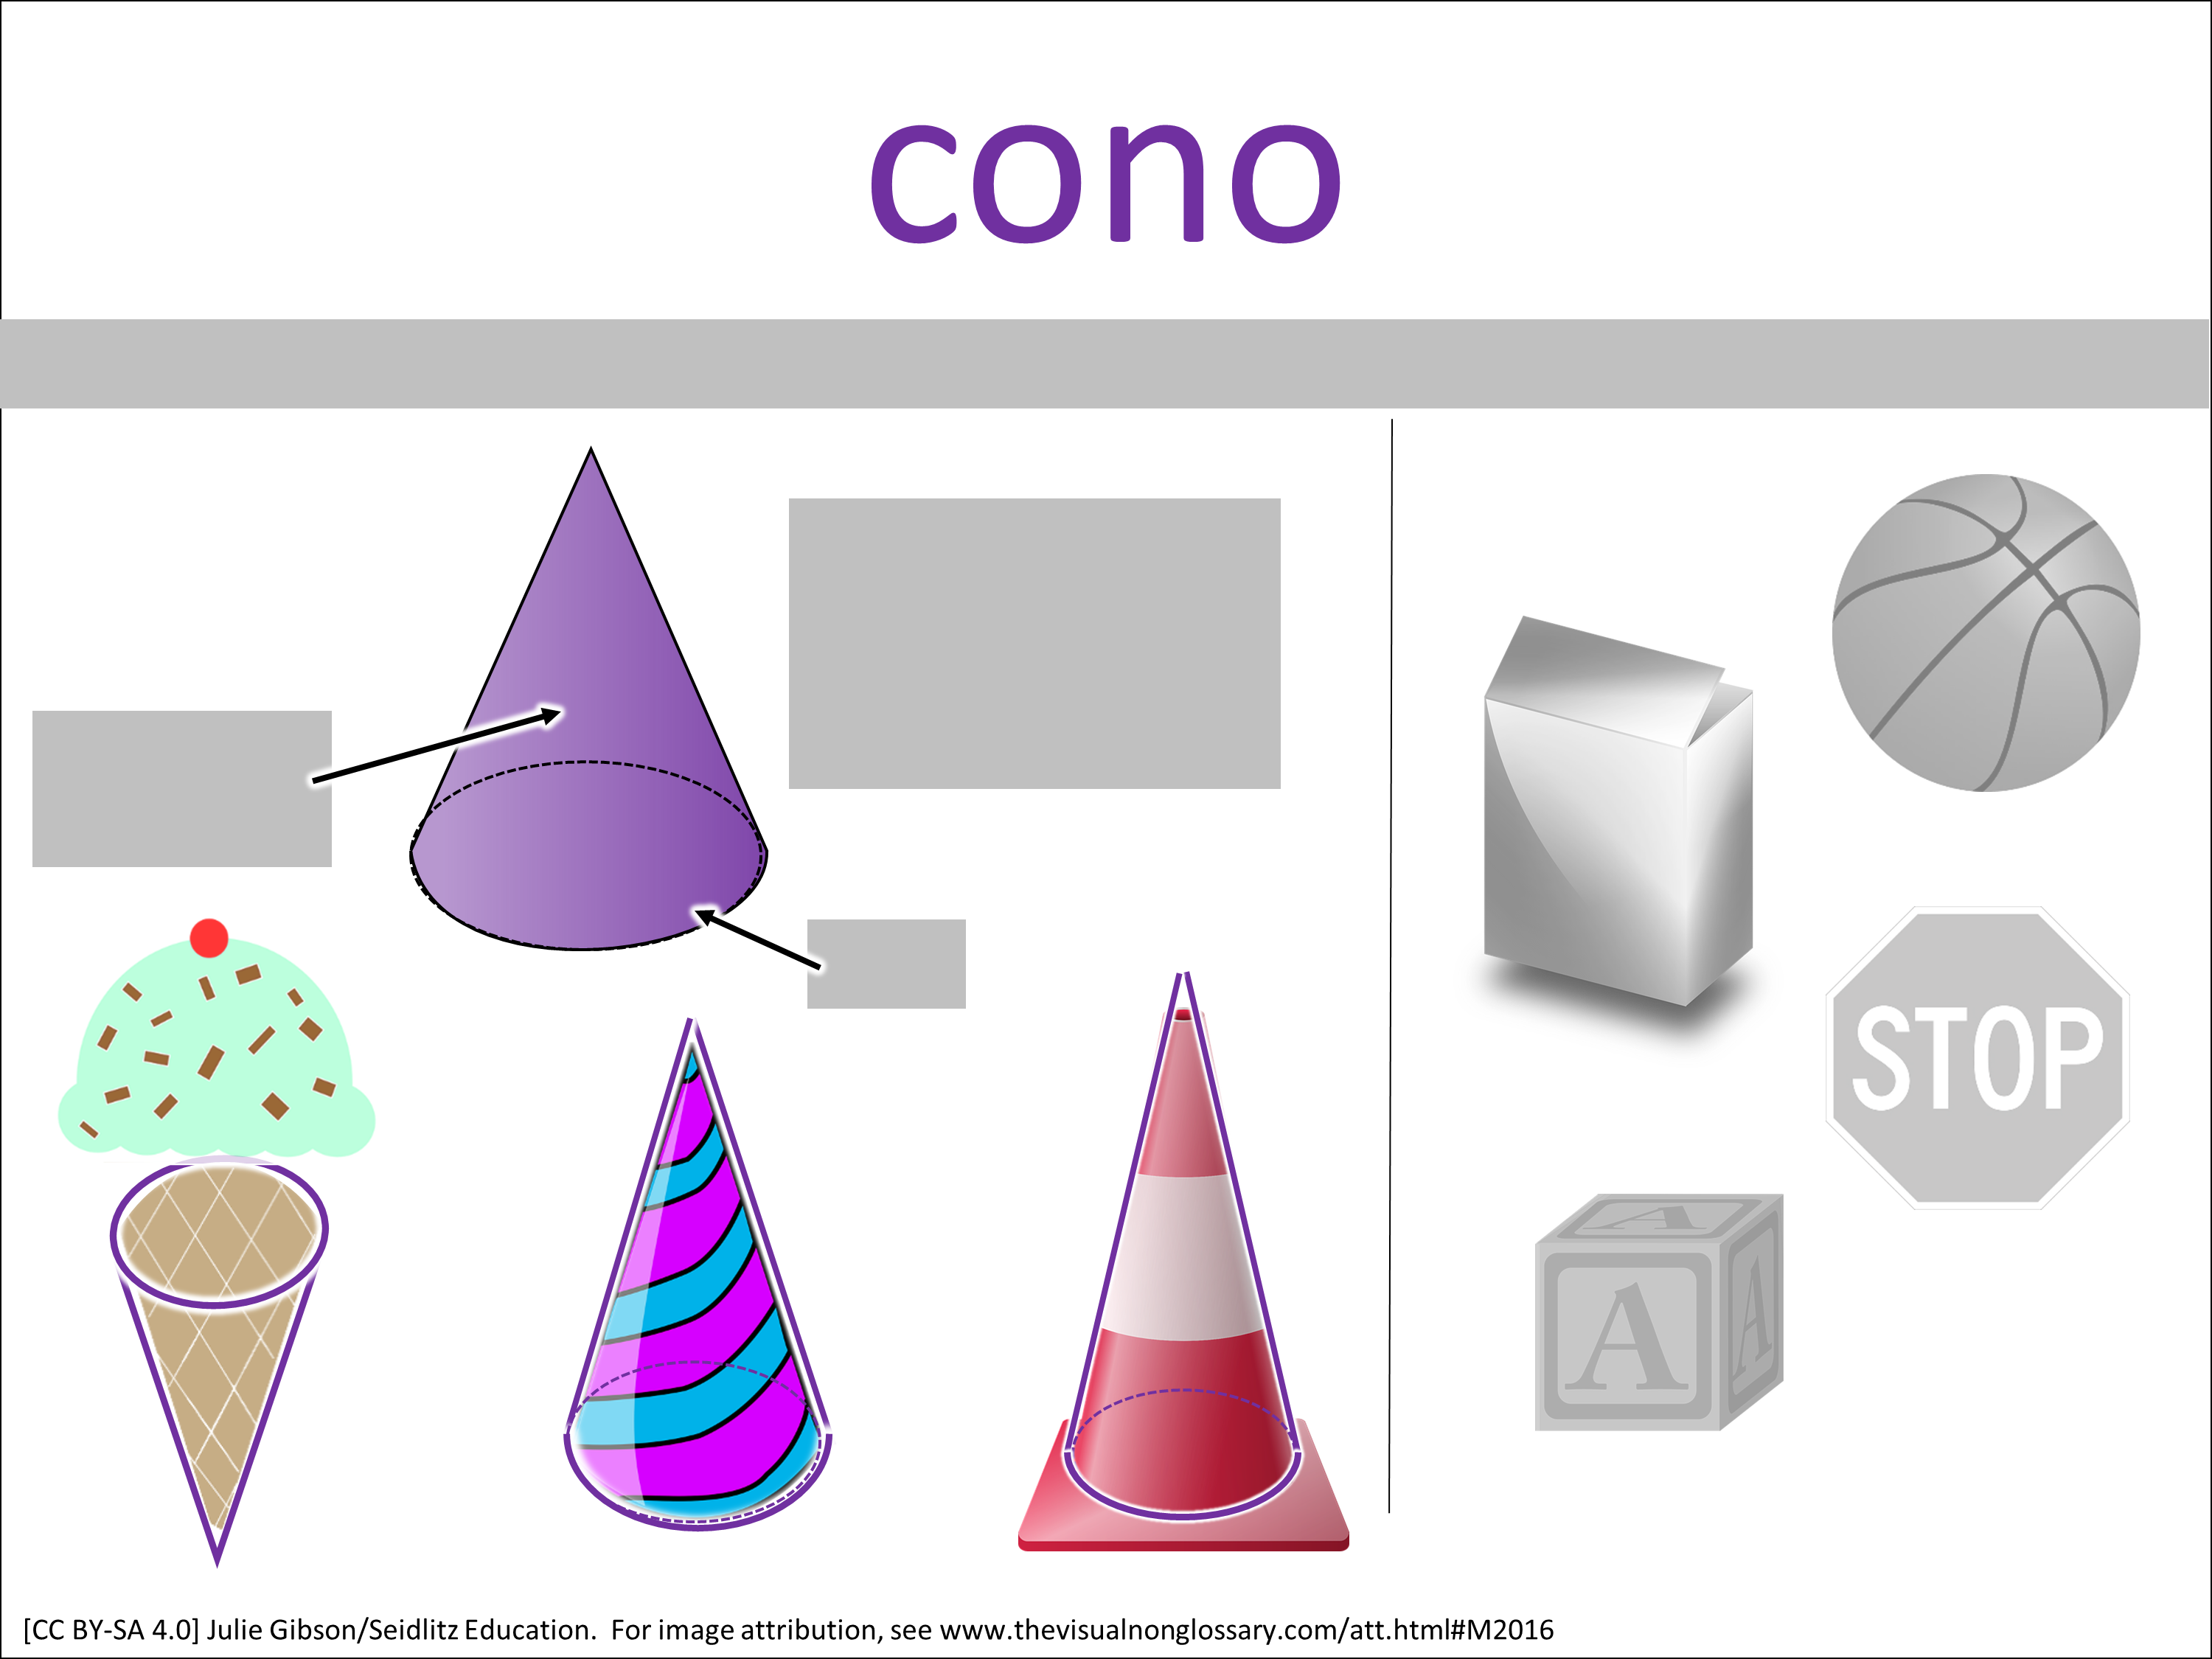 cono
STOP
A
A
A
[CC BY-SA 4.0] Julie Gibson/Seidlitz Education.  For image attribution, see www.thevisualnonglossary.com/att.html#M2016